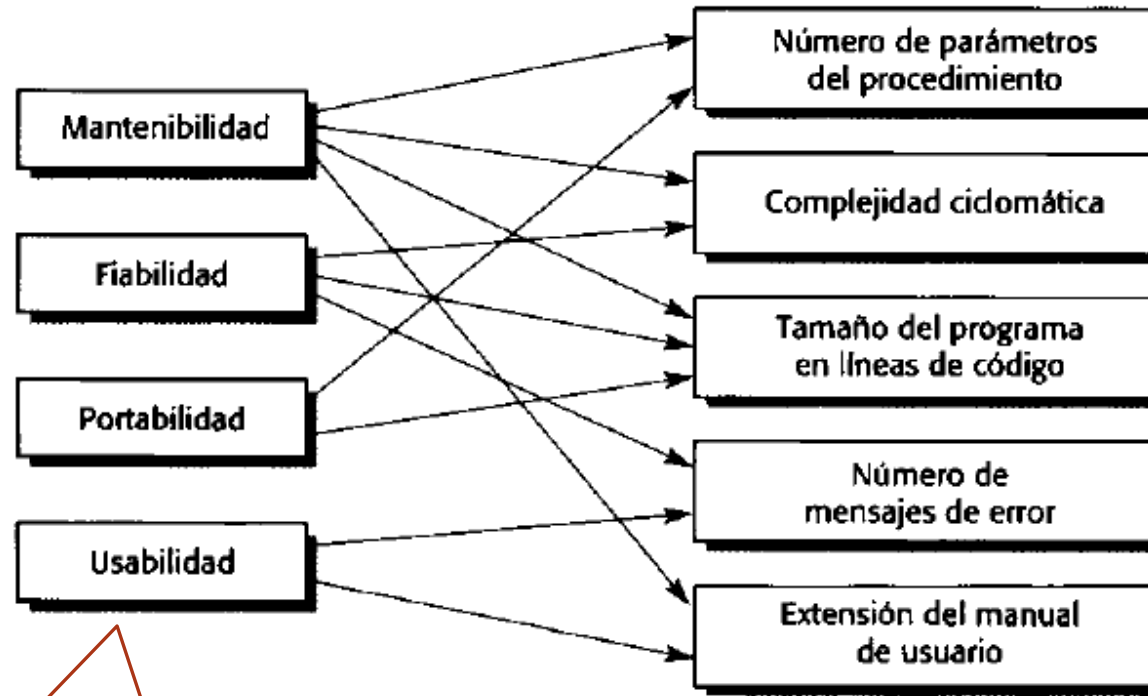 Mantenibilidad
Fiabilidad
Portabilidad
Usabilidad
Número de parámetros
del procedimiento
Complejidad ciclomática
Tamaño del programa
en líneas de código
Número de
mensajes de error
Extensión del manual
de usuario